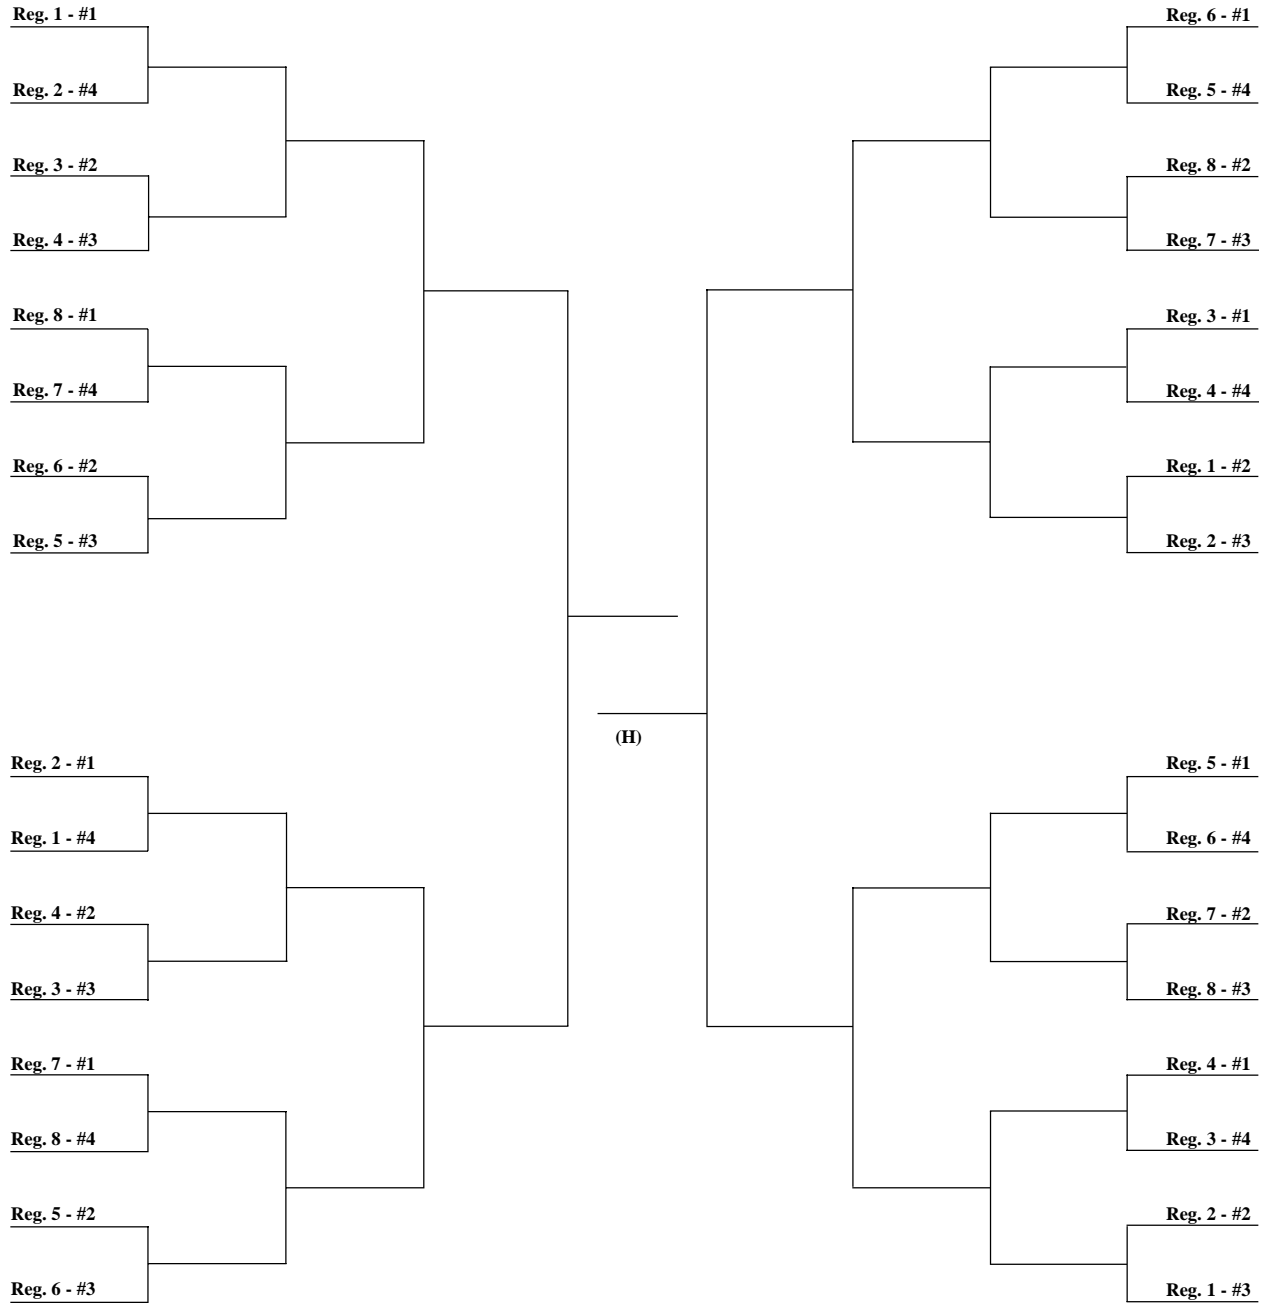 Reg. 1 - #1
Reg. 2 - #4
Reg. 3 - #2
Reg. 4 - #3
Reg. 8 - #1
Reg. 7 - #4
Reg. 6 - #2
Reg. 5 - #3
Reg. 2 - #1
Reg. 1 - #4
Reg. 4 - #2
Reg. 3 - #3
Reg. 7 - #1
Reg. 8 - #4
Reg. 5 - #2
Reg. 6 - #3
(H)
Reg. 6 - #1
Reg. 5 - #4
Reg. 8 - #2
Reg. 7 - #3
Reg. 3 - #1
Reg. 4 - #4
Reg. 1 - #2
Reg. 2 - #3
Reg. 5 - #1
Reg. 6 - #4
Reg. 7 - #2
Reg. 8 - #3
Reg. 4 - #1
Reg. 3 - #4
Reg. 2 - #2
Reg. 1 - #3